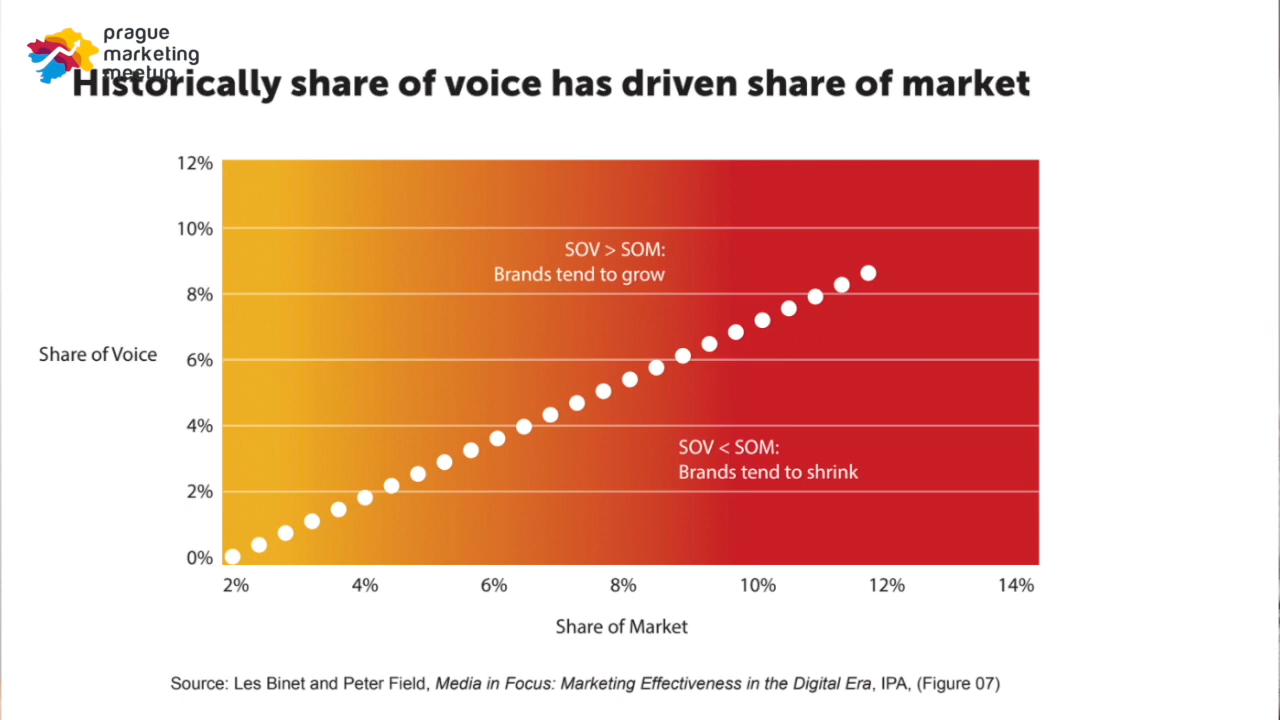 prague
marketing
meetup
Historically share of voice has driven share of market
12%
10%
SOV > SOM:
Brands tend to grow
8%
Share of Voice
6%
4%
SOV < SOM:
Brands tend to shrink
2%
0%
2% 4% 6% 8% 10% 12% 14%
Share of Market
Source: Les Binet and Peter Field, Media in Focus: Marketing Effectiveness in the Digital Era, IPA, (Figure 07)